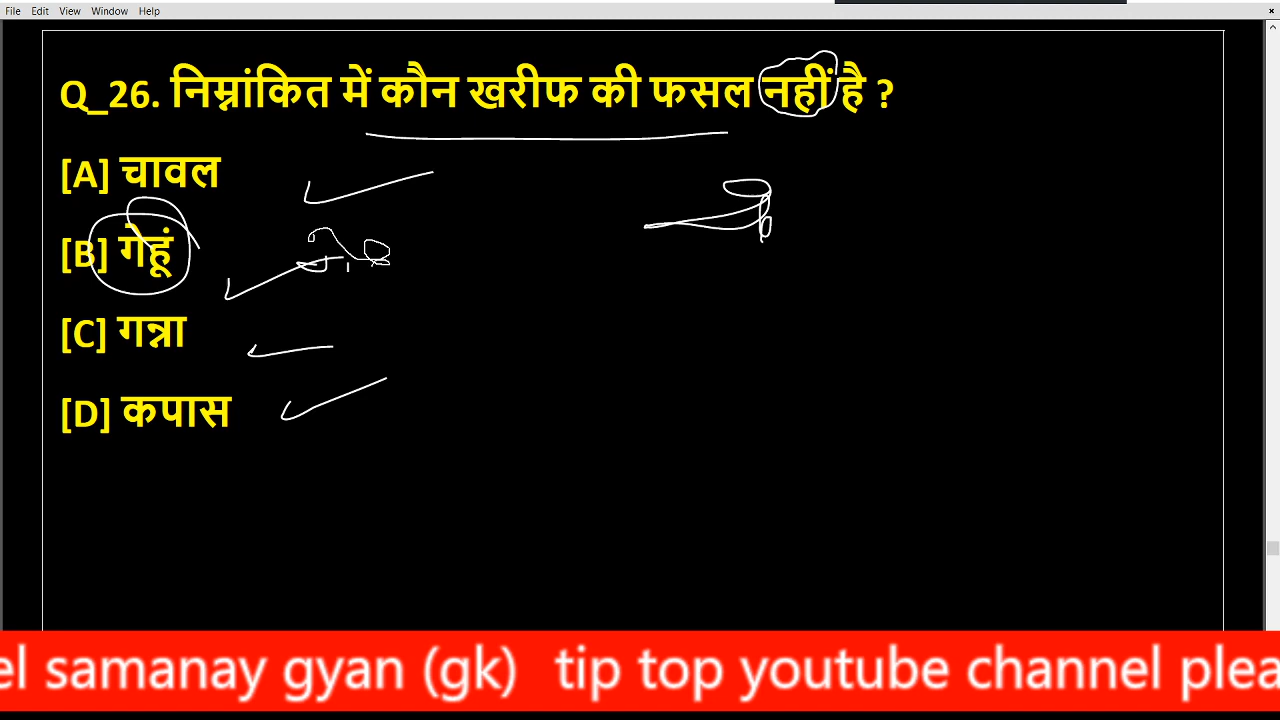 File Edit View Window Help
Q_26. निम्नांकित में कौन खरीफ की फसल नहीं है ?
[A] चावल
[B] गेहूं
[C] गन्ना
[D] कपास
el samanay gyan (gk) tip top youtube channel plea